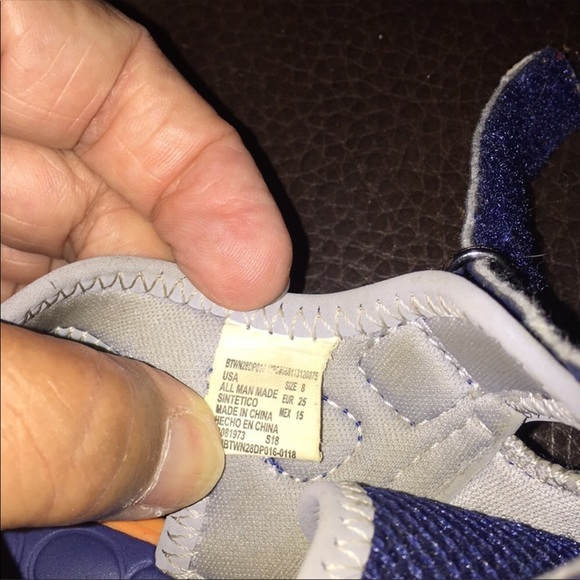 BTWN28DP016
USA SIZE 8
ALL MAN MADE EUR 25
SINTETICO MEX 15
MADE IN CHINA
HECHO EN CHINA
081973 S18
BTWN28DP016-0118